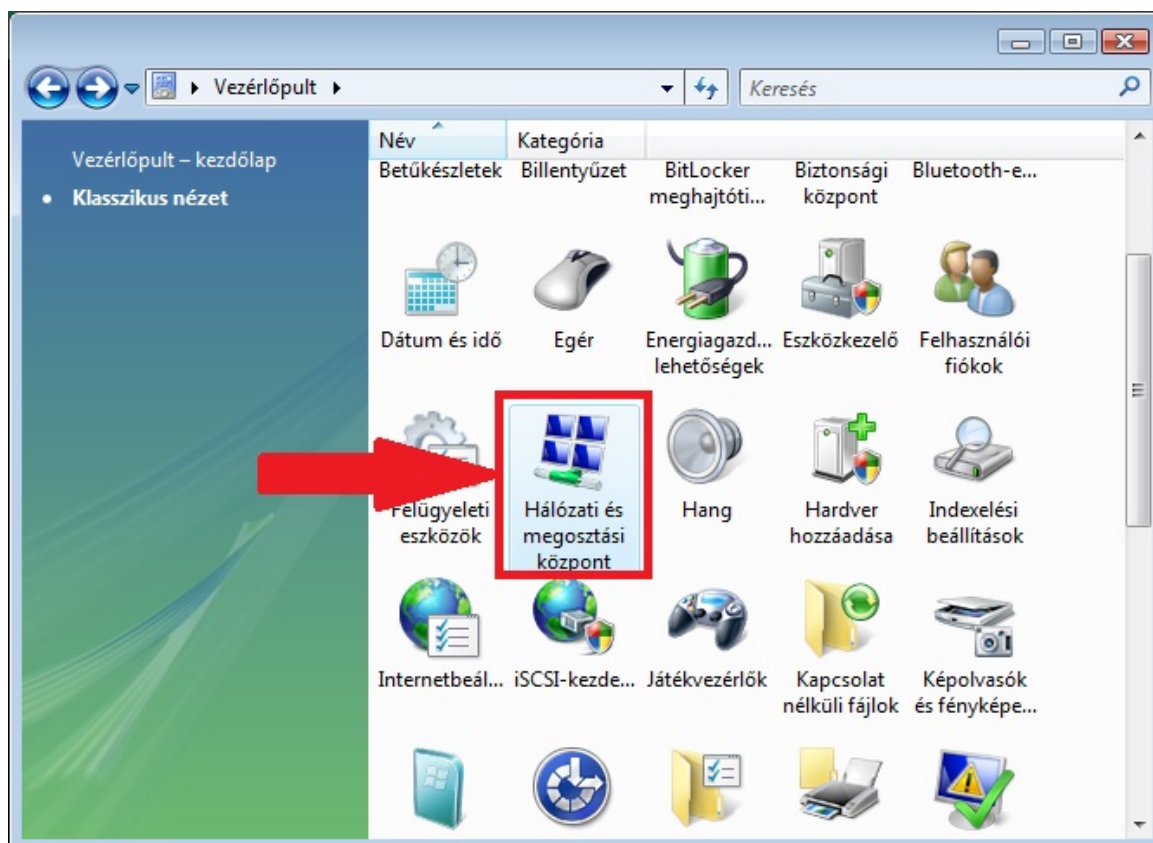 Vezérlőpult
Keresés
Vezérlőpult – kezdőlap
Klasszikus nézet
Név Kategória
Betűkészletek Billentyűzet BitLocker Biztonsági Bluetooth-e...
meghajtóti... központ
Dátum és idő Egér Energiagazd... Eszközkezelő Felhasználói
lehetőségek fiókok
Felügyeleti Hálózati és Hang Hardver Indexelési
eszközök megosztási hozzáadása beállítások
központ
Internetbeál... iSCSI-kezde... Játékvezérlők Kapcsolat Képolvasók
nélküli fájlok és fényképe...